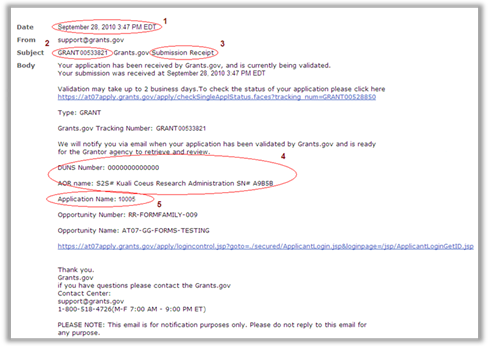 1
Date September 28, 2010 3:47 PM EDT
From support@grants.gov
2 3
Subject GRANT00533821 Grants.gov Submission Receipt
Body Your application has been received by Grants.gov, and is currently being validated.
Your submission was received at September 28, 2010 3:47 PM EDT
Validation may take up to 2 business days.To check the status of your application please click here
https://at07apply.grants.gov/apply/checkSingleApplStatus.faces?tracking_num=GRANT00528850
Type: GRANT
Grants.gov Tracking Number: GRANT00533821
We will notify you via email when your application has been validated by Grants.gov and is ready
for the Grantor agency to retrieve and review.
4
DUNS Number: 0000000000000
AOR name: S2S# Kuali Coeus Research Administration SN# A9B5B
Application Name: 10005
5
Opportunity Number: RR-FORMFAMILY-009
Opportunity Name: AT07-GG-FORMS-TESTING
https://at07apply.grants.gov/apply/logincontrol.jsp?goto=./secured/ApplicantLogin.jsp&loginpage=/jsp/ApplicantLoginGetID.jsp
Thank you.
Grants.gov
if you have questions please contact the Grants.gov
Contact Center:
support@grants.gov
1-800-518-4726(M-F 7:00 AM - 9:00 PM ET)
PLEASE NOTE: This email is for notification purposes only. Please do not reply to this email for
any purpose.